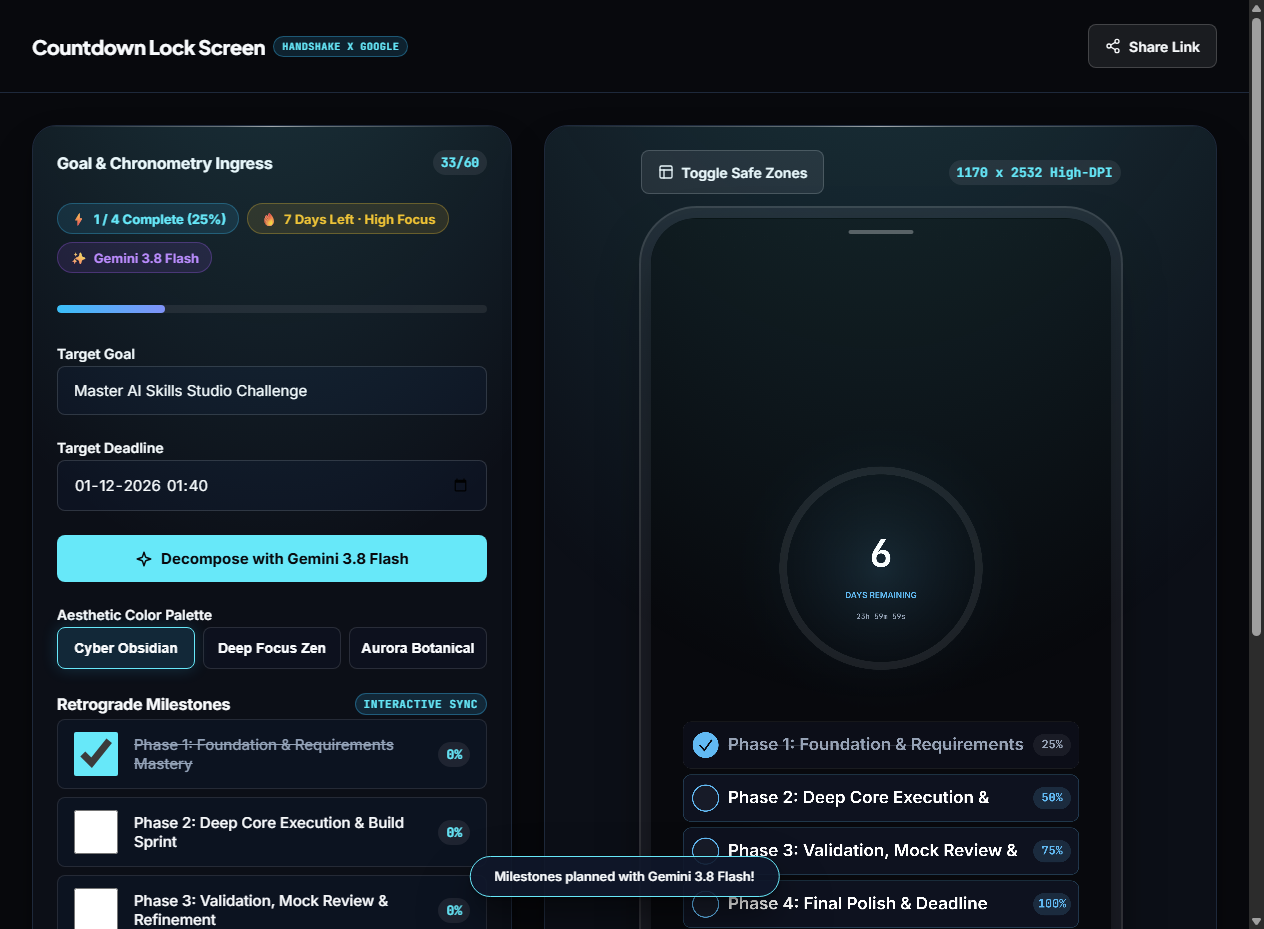 Countdown Lock Screen
HANDSHAKE X GOOGLE
Share Link
Goal & Chronometry Ingress
33/60
1 / 4 Complete (25%)
7 Days Left · High Focus
Gemini 3.8 Flash
Target Goal
Master AI Skills Studio Challenge
Target Deadline
01-12-2026 01:40
Decompose with Gemini 3.8 Flash
Aesthetic Color Palette
Cyber Obsidian
Deep Focus Zen
Aurora Botanical
Retrograde Milestones
INTERACTIVE SYNC
Phase 1: Foundation & Requirements
Mastery
0%
Phase 2: Deep Core Execution & Build
Sprint
0%
Phase 3: Validation, Mock Review &
Refinement
0%
Toggle Safe Zones
1170 x 2532 High-DPI
6
DAYS REMAINING
23h 59m 59s
Phase 1: Foundation & Requirements
25%
Phase 2: Deep Core Execution &
50%
Phase 3: Validation, Mock Review &
75%
Phase 4: Final Polish & Deadline
100%
Milestones planned with Gemini 3.8 Flash!